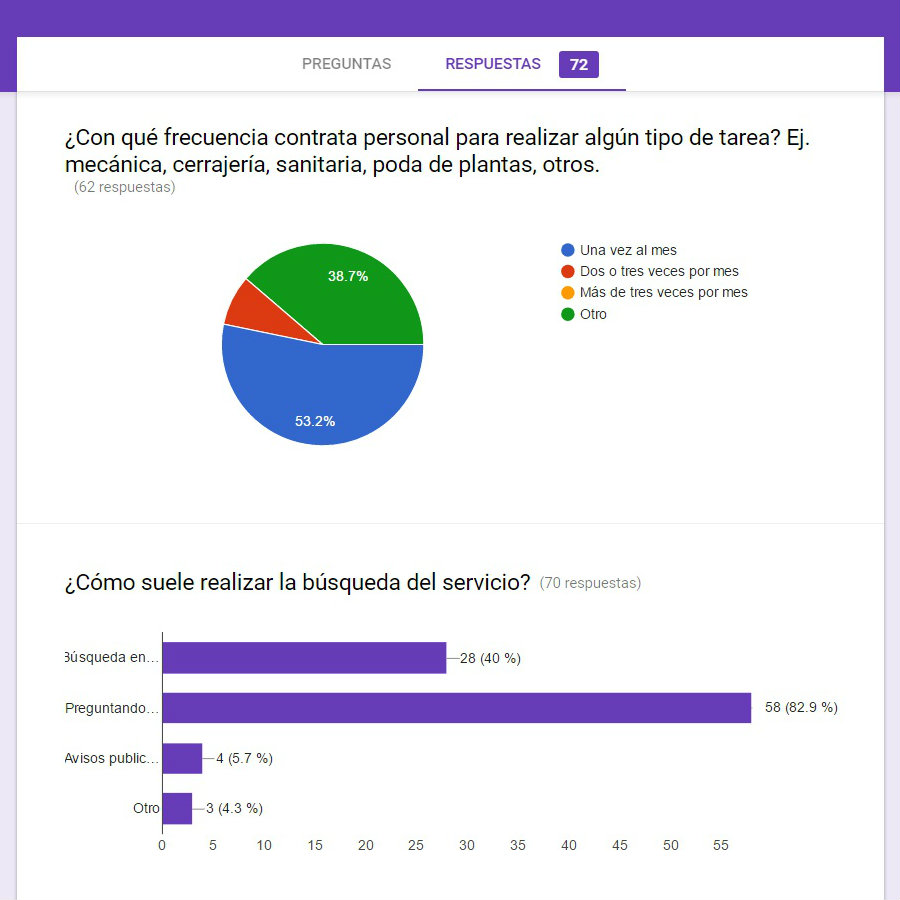 PREGUNTAS
RESPUESTAS 72
¿Con qué frecuencia contrata personal para realizar algún tipo de tarea? Ej.
mecánica, cerrajería, sanitaria, poda de plantas, otros.
(62 respuestas)
38.7%
53.2%
Una vez al mes
Dos o tres veces por mes
Más de tres veces por mes
Otro
¿Cómo suele realizar la búsqueda del servicio? (70 respuestas)
Búsqueda en... 28 (40 %)
Preguntando... 58 (82.9 %)
Avisos public... 4 (5.7 %)
Otro 3 (4.3 %)
0 5 10 15 20 25 30 35 40 45 50 55